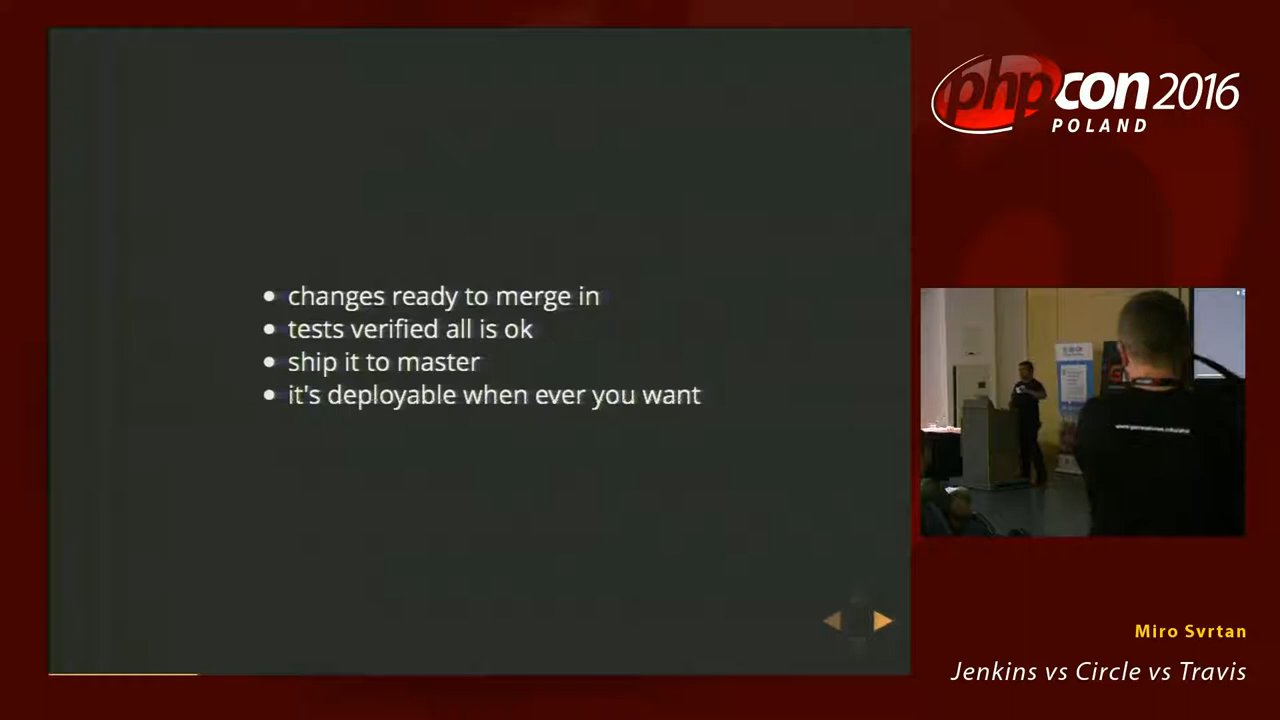 changes ready to merge in
tests verified all is ok
ship it to master
it's deployable when ever you want
phpcon 2016
POLAND
Miro Svrtan
Jenkins vs Circle vs Travis